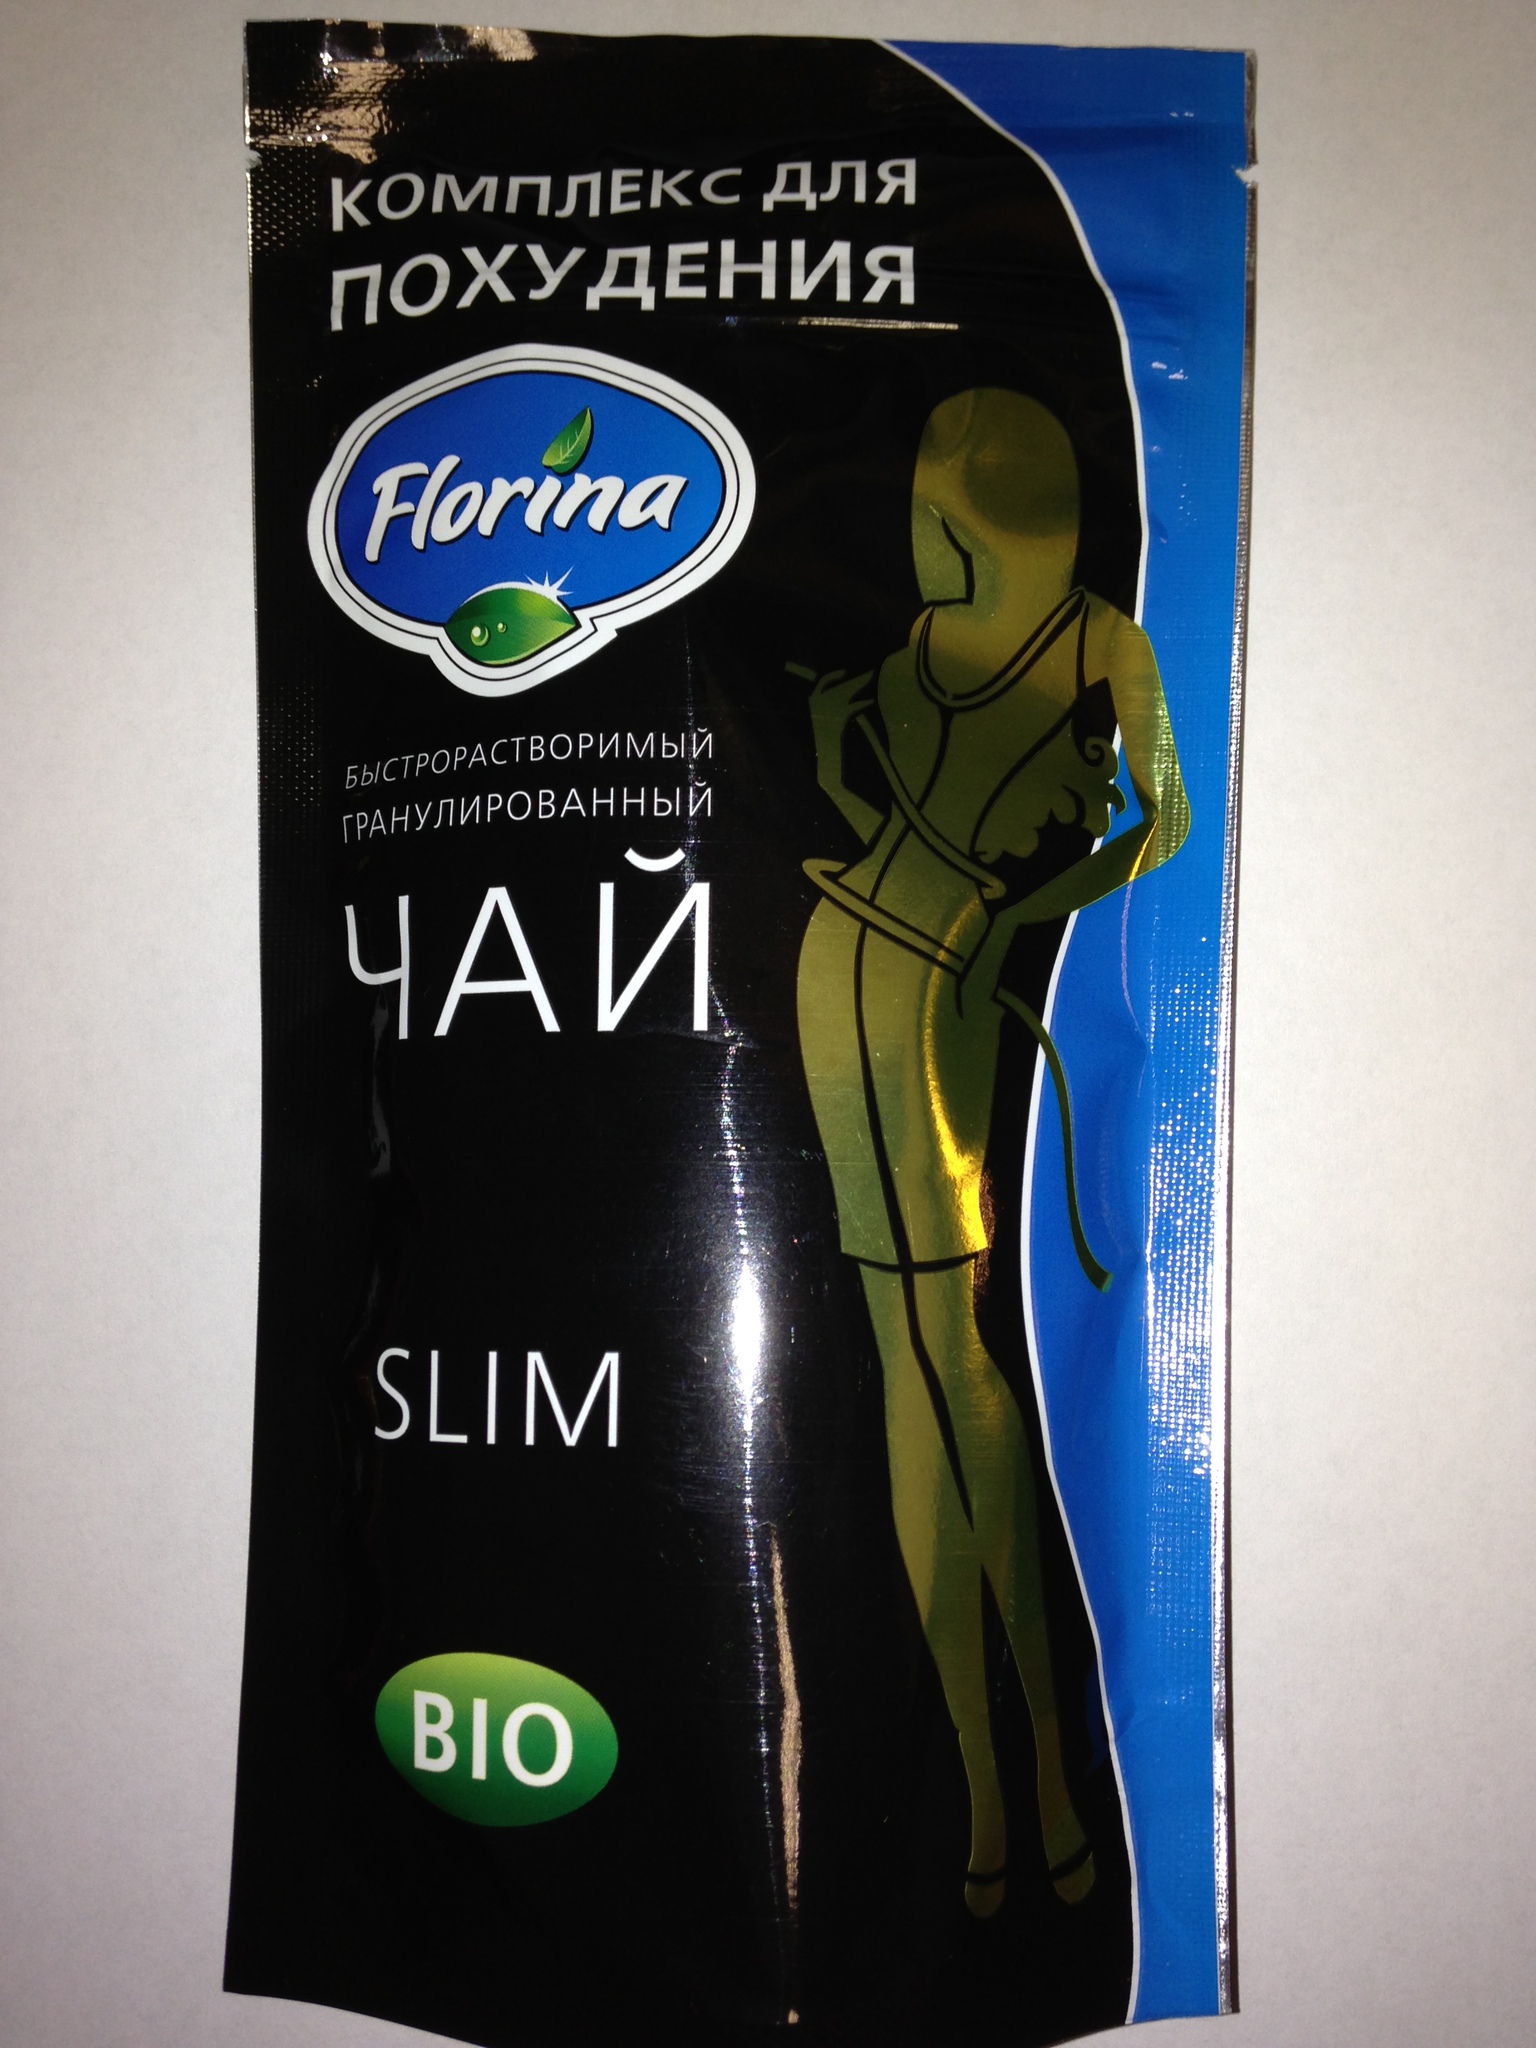 КОМПЛЕКС ДЛЯ
ПОХУДЕНИЯ
Florina
БЫСТРОРАСТВОРИМЫЙ
ГРАНУЛИРОВАННЫЙ
ЧАЙ
SLIM
BIO